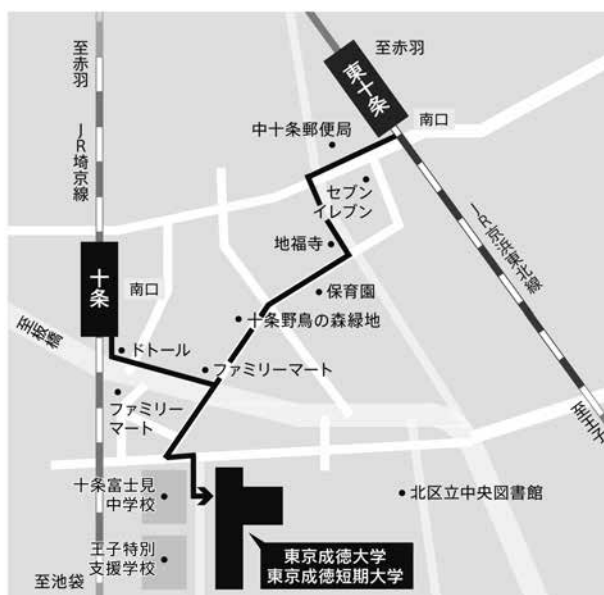 至赤羽
至赤羽
東十条
南口
中十条郵便局
JR埼京線
セブン
イレブン
JR京浜東北線
地福寺
十条
南口
保育園
十条野鳥の森緑地
至板橋
ドトール
ファミリーマート
ファミリー
マート
至王子
十条富士見
中学校
北区立中央図書館
王子特別
支援学校
東京成徳大学
東京成徳短期大学
至池袋